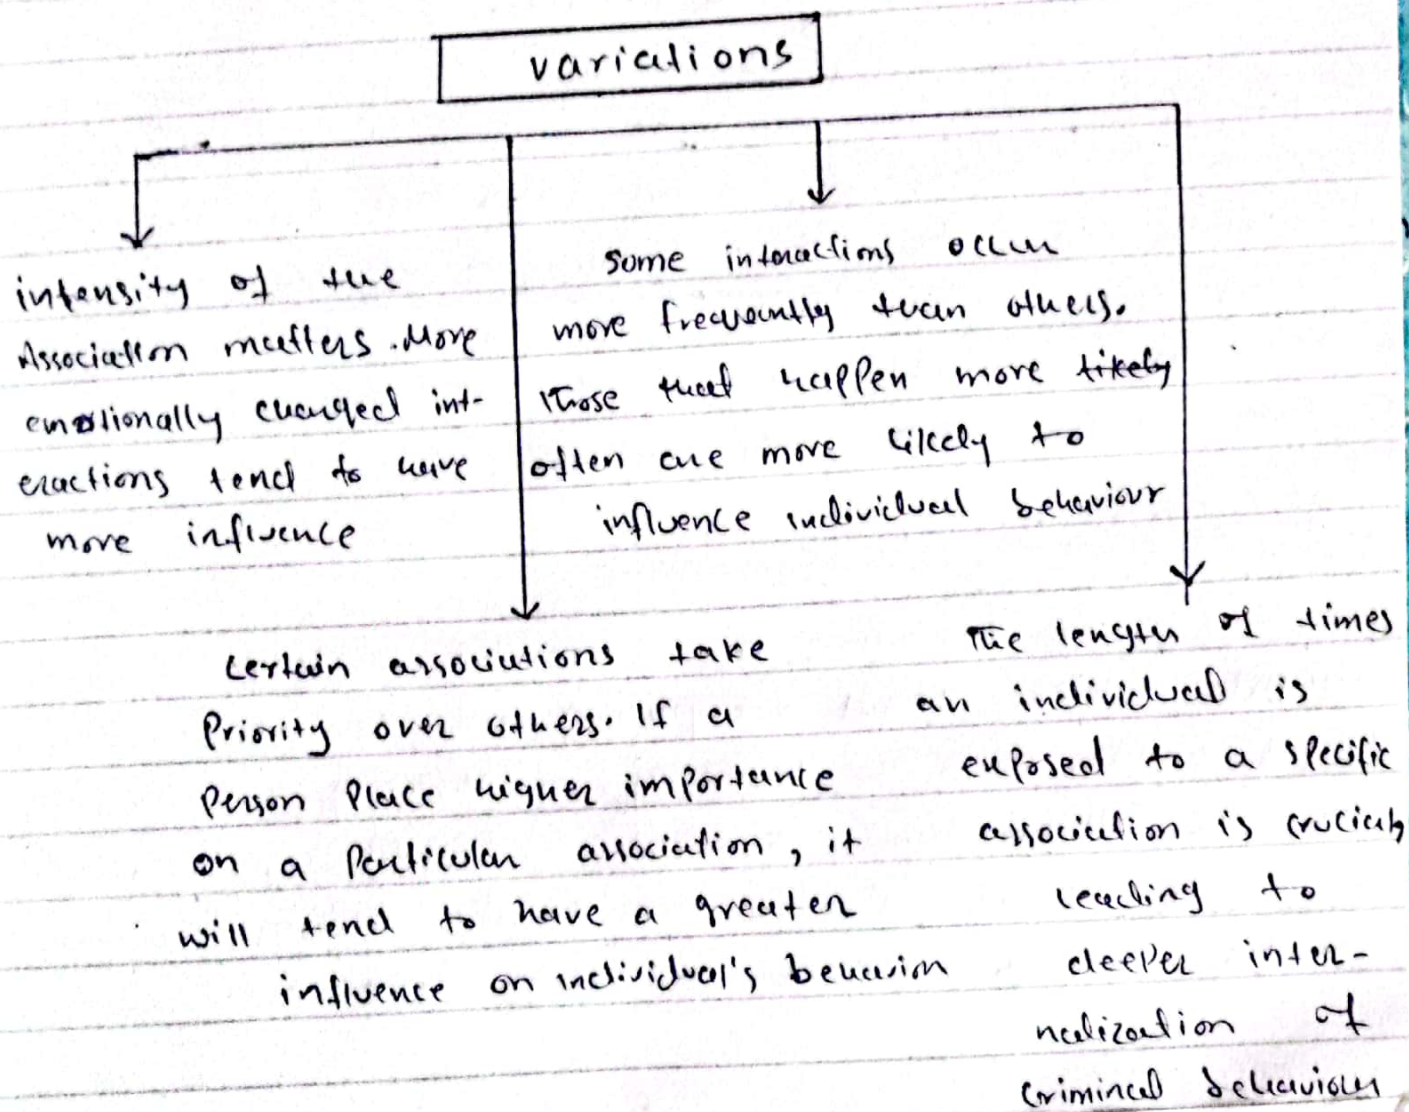 variations
intensity of the
Association matters. More
emotionally charged int-
eractions tend to have
more influence
Some interactions occur
more frequently than others.
Those that happen more likely
often are more likely to
influence individual behaviour
certain associations take
Priority over others. If a
person place higher importance
on a particular association, it
will tend to have a greater
influence on individual's behavior
The length of times
an individual is
exposed to a specific
association is crucial,
leading to
deeper inter-
nalization of
criminal behaviour